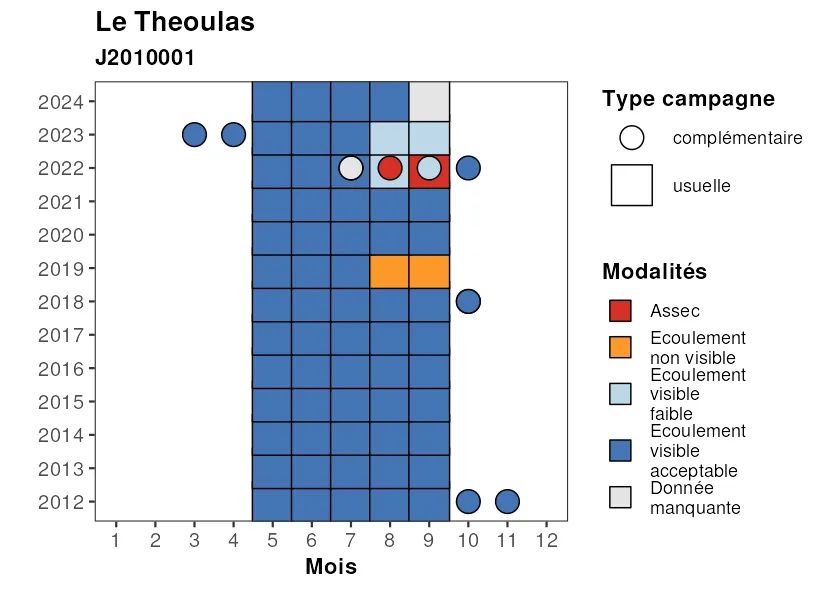 Le Theoulas
J2010001
2024
2023
2022
2021
2020
2019
2018
2017
2016
2015
2014
2013
2012
1 2 3 4 5 6 7 8 9 10 11 12
Mois
Type campagne
complémentaire
usuelle
Modalités
Assec
Ecoulement
non visible
Ecoulement
visible
faible
Ecoulement
visible
acceptable
Donnée
manquante